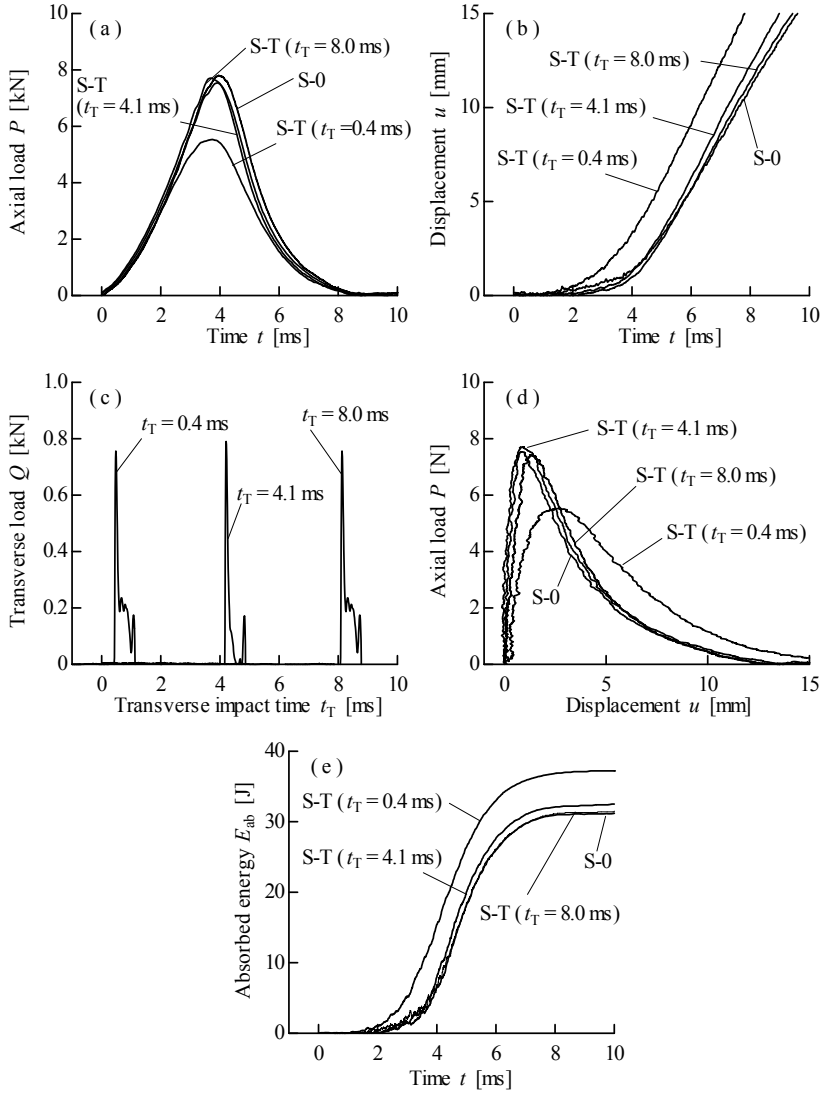 ( a )
Axial load P [kN]
10
8
6
4
2
0
S-T ( tT = 8.0 ms)
S-0
S-T
( tT = 4.1 ms)
S-T ( tT =0.4 ms)
0 2 4 6 8 10
Time t [ms]
( b )
Displacement u [mm]
15
10
5
0
S-T ( tT = 8.0 ms)
S-T ( tT = 4.1 ms)
S-T ( tT = 0.4 ms)
S-0
0 2 4 6 8 10
Time t [ms]
( c )
Transverse load Q [kN]
1.0
0.8
0.6
0.4
0.2
0
tT = 0.4 ms
tT = 8.0 ms
tT = 4.1 ms
0 2 4 6 8 10
Transverse impact time tT [ms]
( d )
Axial load P [N]
10
8
6
4
2
0
S-T ( tT = 4.1 ms)
S-T ( tT = 8.0 ms)
S-T ( tT = 0.4 ms)
S-0
0 5 10 15
Displacement u [mm]
( e )
Absorbed energy Eab [J]
40
30
20
10
0
S-T ( tT = 0.4 ms)
S-T ( tT = 4.1 ms)
S-0
S-T ( tT = 8.0 ms)
0 2 4 6 8 10
Time t [ms]